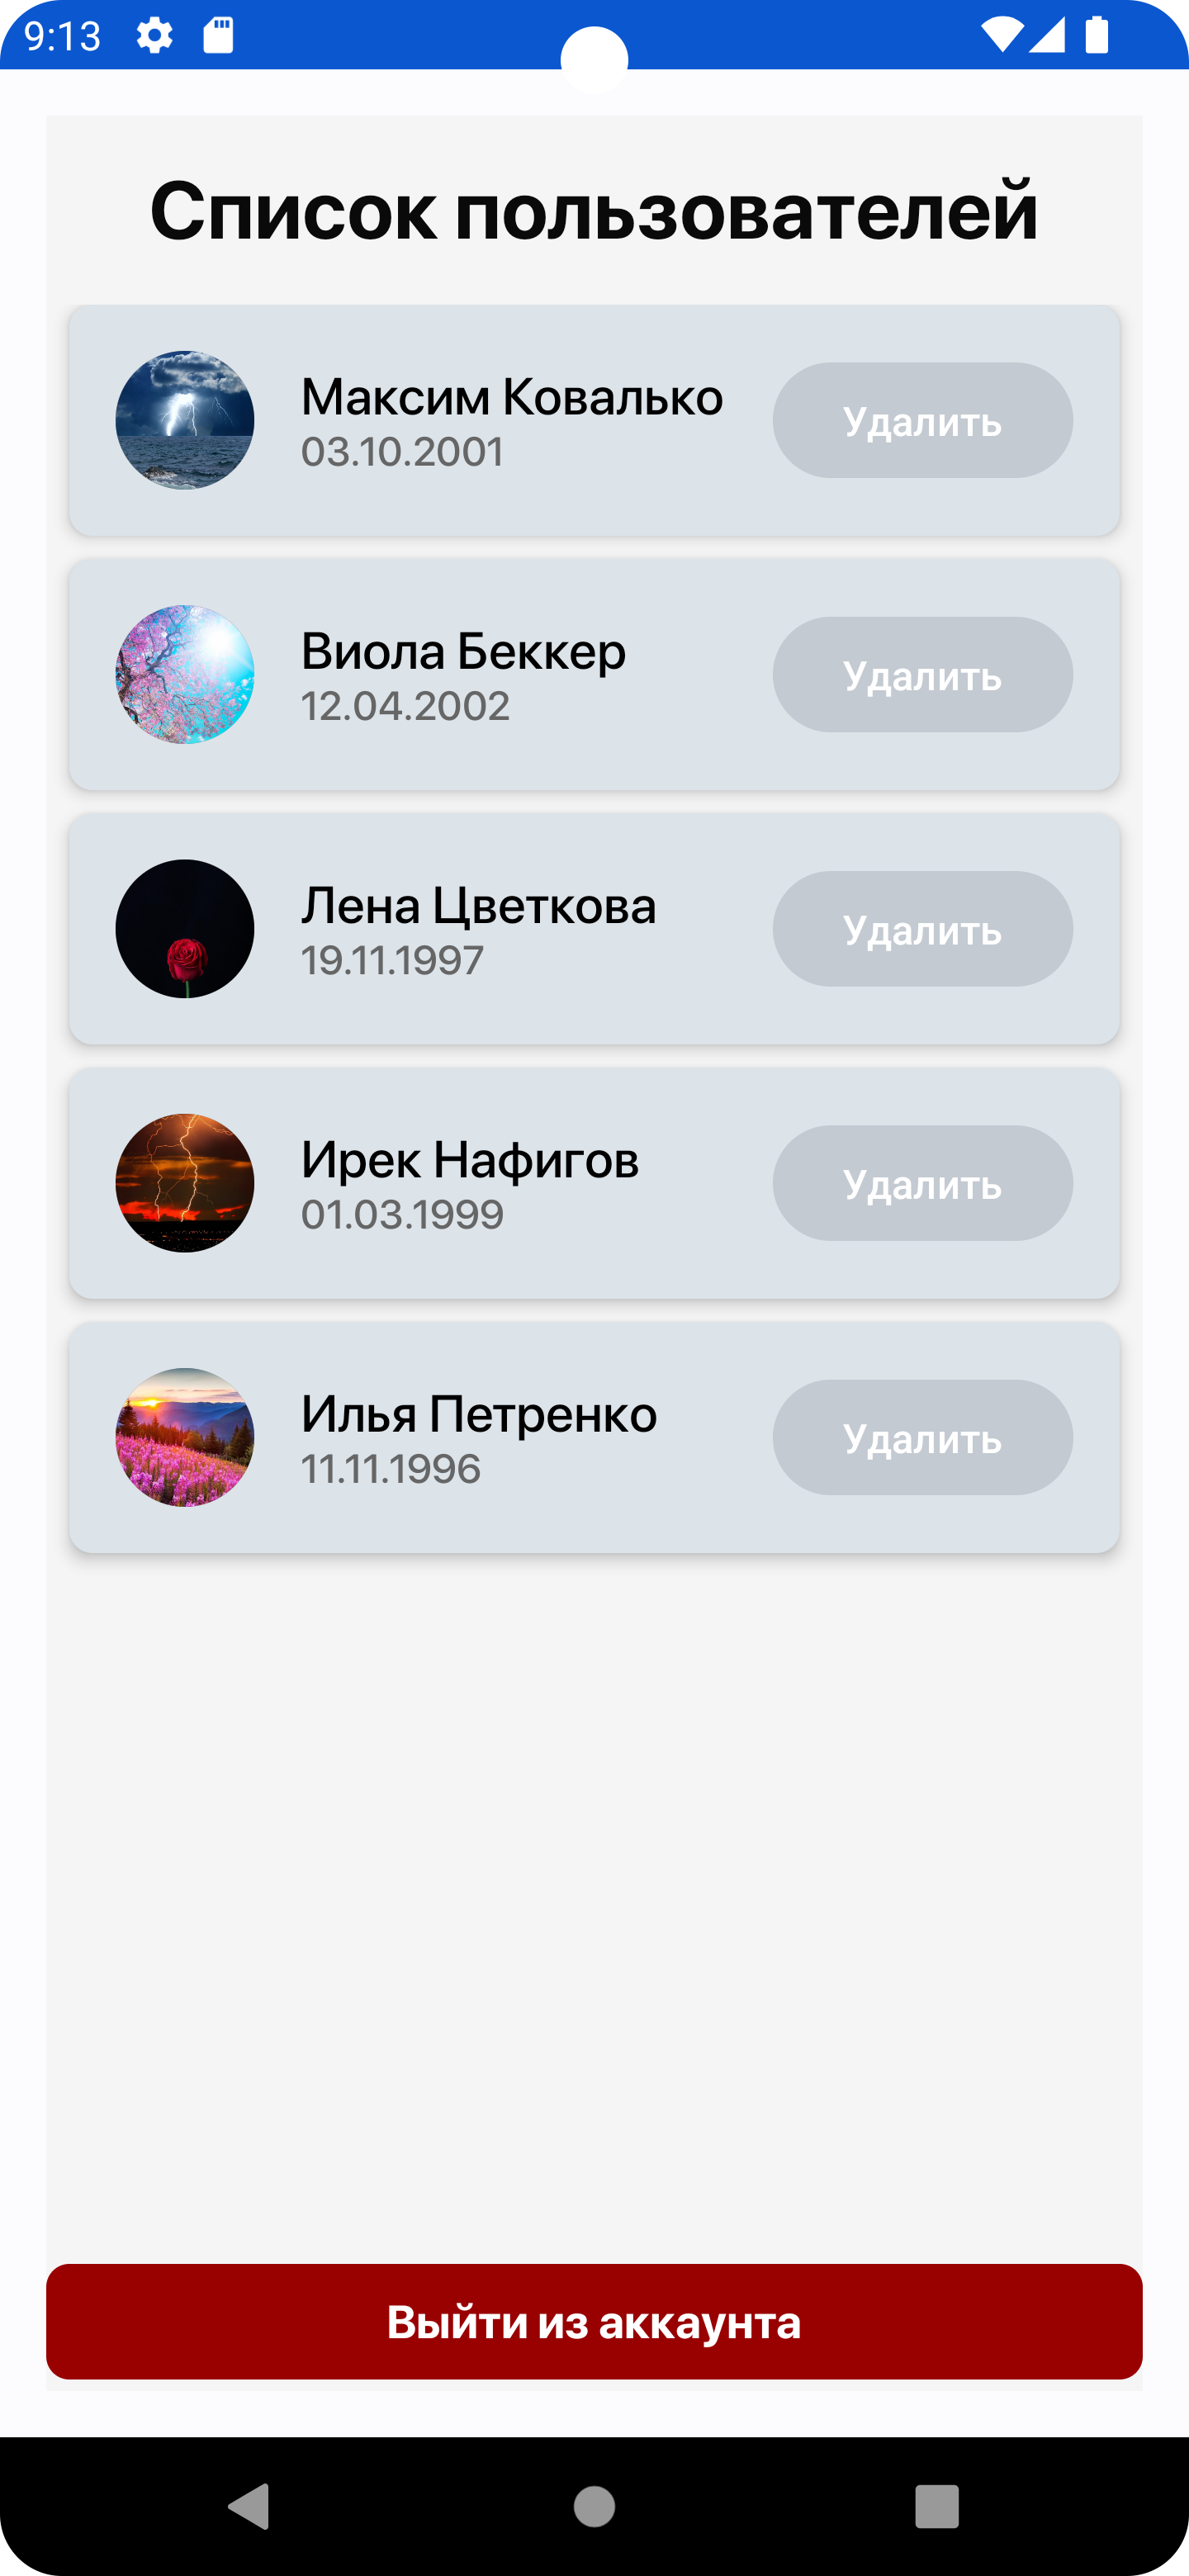 9:13
Список пользователей
Максим Ковалько
03.10.2001
Удалить
Виола Беккер
12.04.2002
Удалить
Лена Цветкова
19.11.1997
Удалить
Ирек Нафигов
01.03.1999
Удалить
Илья Петренко
11.11.1996
Удалить
Выйти из аккаунта